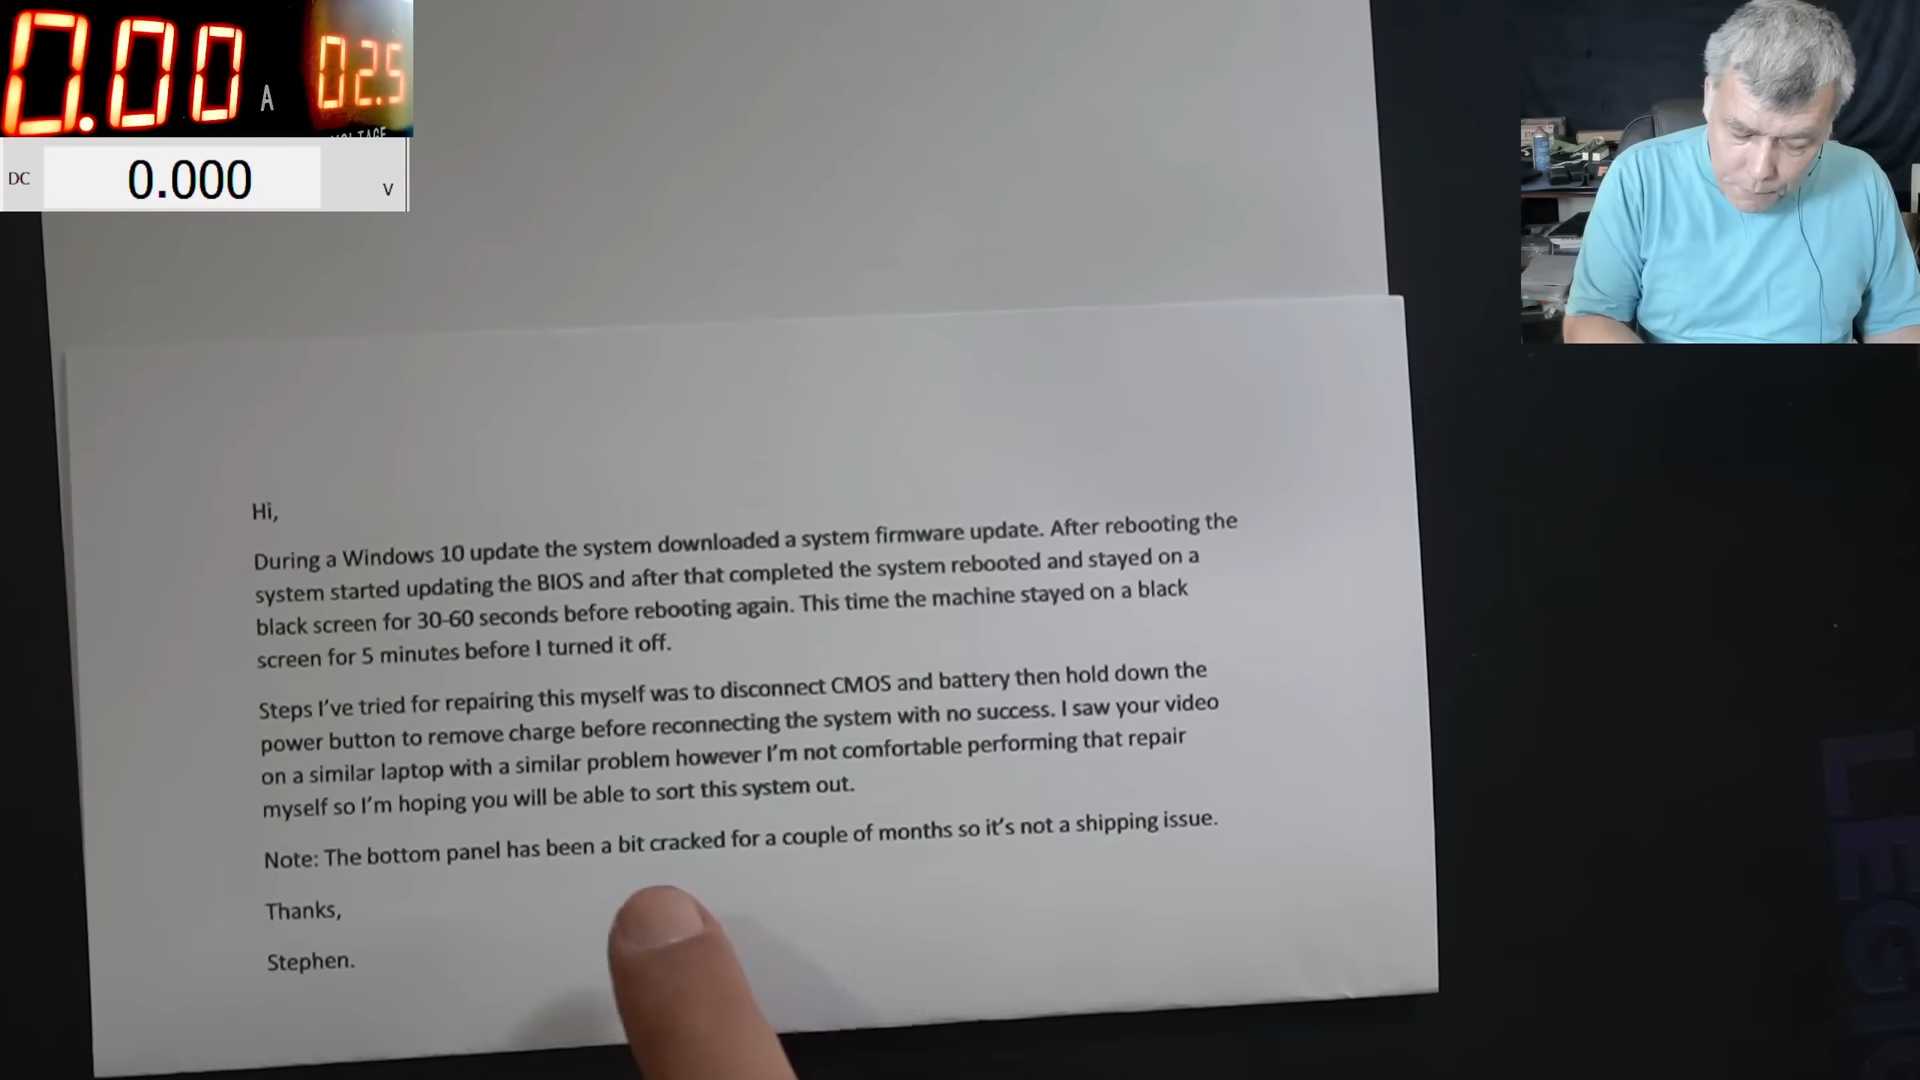 0.00 A
02.5
VOLTAGE
DC 0.000 V
Hi,
During a Windows 10 update the system downloaded a system firmware update. After rebooting the
system started updating the BIOS and after that completed the system rebooted and stayed on a
black screen for 30-60 seconds before rebooting again. This time the machine stayed on a black
screen for 5 minutes before I turned it off.
Steps I've tried for repairing this myself was to disconnect CMOS and battery then hold down the
power button to remove charge before reconnecting the system with no success. I saw your video
on a similar laptop with a similar problem however I'm not comfortable performing that repair
myself so I'm hoping you will be able to sort this system out.
Note: The bottom panel has been a bit cracked for a couple of months so it's not a shipping issue.
Thanks,
Stephen.